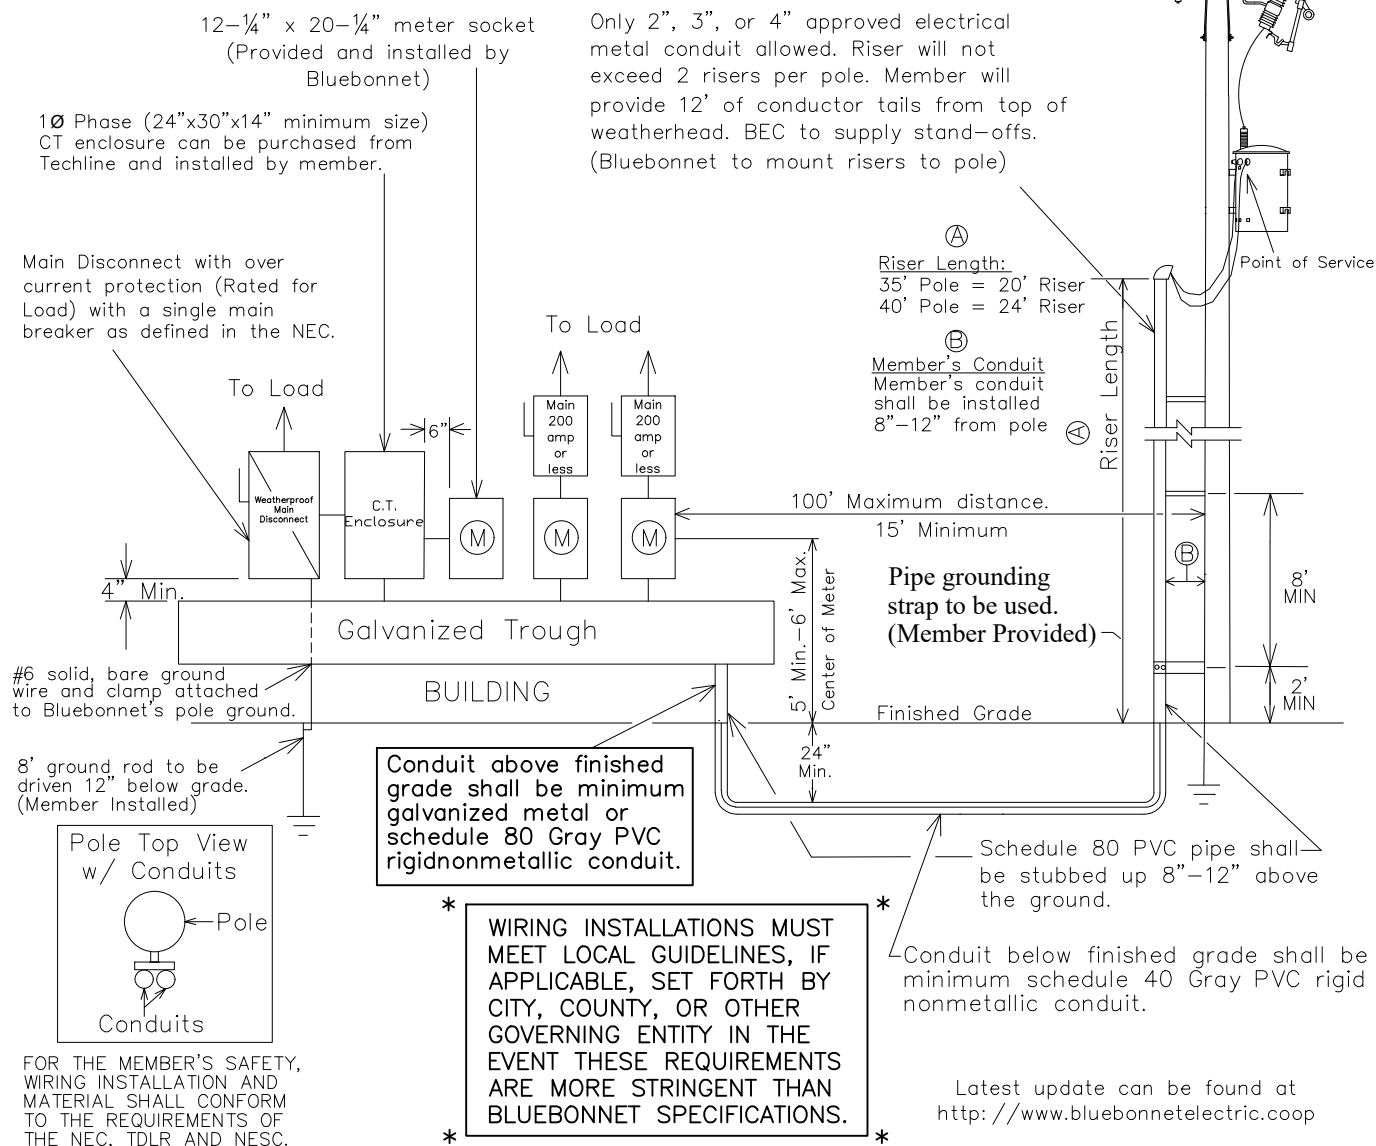 12-¼" x 20-¼" meter socket
(Provided and installed by
Bluebonnet)
Only 2", 3", or 4" approved electrical
metal conduit allowed. Riser will not
exceed 2 risers per pole. Member will
provide 12' of conductor tails from top of
weatherhead. BEC to supply stand-offs.
(Bluebonnet to mount risers to pole)
1Ø Phase (24"x30"x14" minimum size)
CT enclosure can be purchased from
Techline and installed by member.
Main Disconnect with over
current protection (Rated for
Load) with a single main
breaker as defined in the NEC.
A
Riser Length:
35' Pole = 20' Riser
40' Pole = 24' Riser
B
Member's Conduit
Member's conduit
shall be installed
8"-12" from pole
Point of Service
A
Riser Length
To Load
To Load
6"
Main
200
amp
or
less
Main
200
amp
or
less
Weatherproof
Main
Disconnect
C.T.
Enclosure
M
M
M
100' Maximum distance.
15' Minimum
B
8'
MIN
2'
MIN
Pipe grounding
strap to be used.
(Member Provided)
4" Min.
Galvanized Trough
BUILDING
5' Min.-6' Max.
Center of Meter
Finished Grade
24"
Min.
#6 solid, bare ground
wire and clamp attached
to Bluebonnet's pole ground.
8' ground rod to be
driven 12" below grade.
(Member Installed)
Conduit above finished
grade shall be minimum
galvanized metal or
schedule 80 Gray PVC
rigidnonmetallic conduit.
Schedule 80 PVC pipe shall
be stubbed up 8"-12" above
the ground.
Conduit below finished grade shall be
minimum schedule 40 Gray PVC rigid
nonmetallic conduit.
Pole Top View
w/ Conduits
Pole
Conduits
* *
WIRING INSTALLATIONS MUST
MEET LOCAL GUIDELINES, IF
APPLICABLE, SET FORTH BY
CITY, COUNTY, OR OTHER
GOVERNING ENTITY IN THE
EVENT THESE REQUIREMENTS
ARE MORE STRINGENT THAN
BLUEBONNET SPECIFICATIONS.
* *
FOR THE MEMBER'S SAFETY,
WIRING INSTALLATION AND
MATERIAL SHALL CONFORM
TO THE REQUIREMENTS OF
THE NEC, TDLR AND NESC.
Latest update can be found at
http://www.bluebonnetelectric.coop